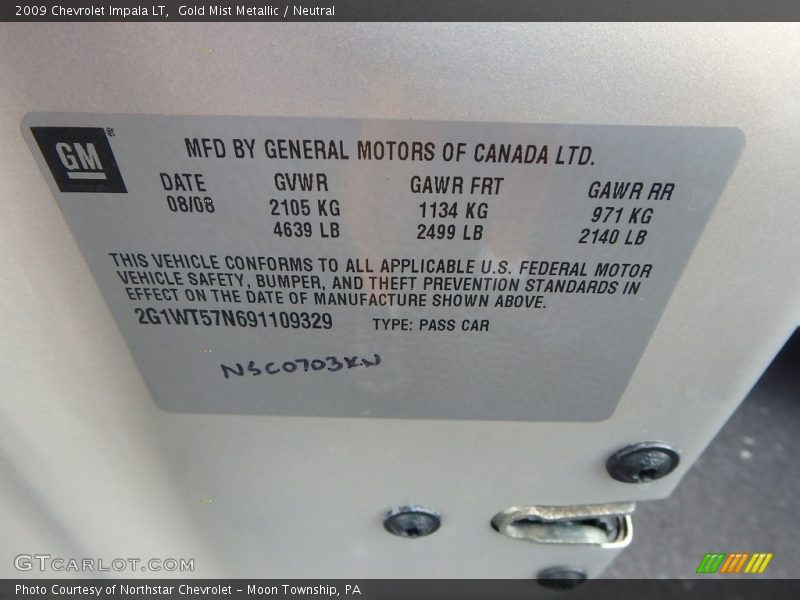 2009 Chevrolet Impala LT,  Gold Mist Metallic / Neutral
GM®
MFD BY GENERAL MOTORS OF CANADA LTD.
DATE GVWR GAWR FRT GAWR RR
08/08 2105 KG 1134 KG 971 KG
4639 LB 2499 LB 2140 LB
THIS VEHICLE CONFORMS TO ALL APPLICABLE U.S. FEDERAL MOTOR
VEHICLE SAFETY, BUMPER, AND THEFT PREVENTION STANDARDS IN
EFFECT ON THE DATE OF MANUFACTURE SHOWN ABOVE.
2G1WT57N691109329 TYPE: PASS CAR
NSC0703KN
GTCARLOT.COM
Photo Courtesy of Northstar Chevrolet - Moon Township, PA